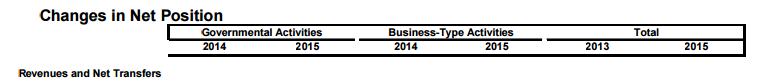 Changes in Net Position
Governmental Activities Business-Type Activities Total
2014 2015 2014 2015 2013 2015
Revenues and Net Transfers